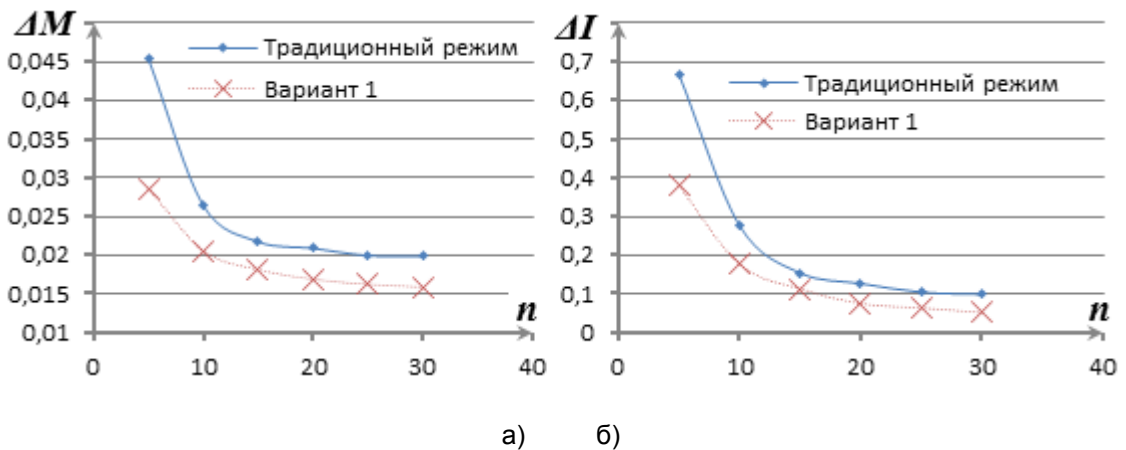 ΔM
0,045
0,04
0,035
0,03
0,025
0,02
0,015
0,01
0
10
20
30
40
n
Традиционный режим
Вариант 1
ΔI
0,7
0,6
0,5
0,4
0,3
0,2
0,1
0
0
10
20
30
40
n
Традиционный режим
Вариант 1
а) б)